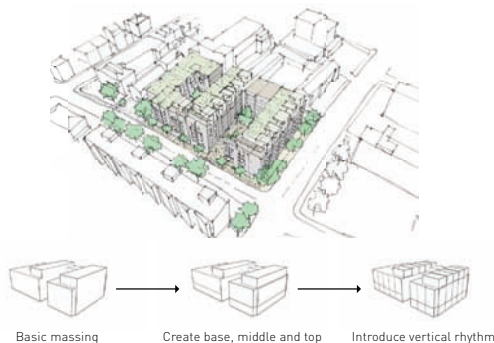 Basic massing
Create base, middle and top
Introduce vertical rhythm